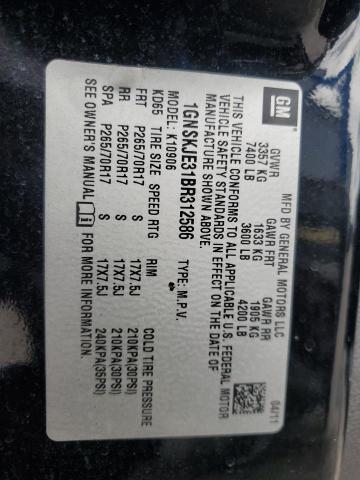 GM
MFD BY GENERAL MOTORS LLC 04/11
GVWR GAWR FRT GAWR RR
3357 KG 1633 KG 1905 KG
7400 LB 3600 LB 4200 LB
THIS VEHICLE CONFORMS TO ALL APPLICABLE U.S. FEDERAL MOTOR
VEHICLE SAFETY STANDARDS IN EFFECT ON THE DATE OF
MANUFACTURE SHOWN ABOVE.
1GNSKJE31BR312586 TYPE: M.P.V.
MODEL: K10906
KD65 TIRE SIZE SPEED RTG RIM COLD TIRE PRESSURE
FRT P265/70R17 S 17X7.5J 210KPA(30PSI)
RR P265/70R17 S 17X7.5J 210KPA(30PSI)
SPA P265/70R17 S 17X7.5J 240KPA(35PSI)
SEE OWNER'S MANUAL FOR MORE INFORMATION.